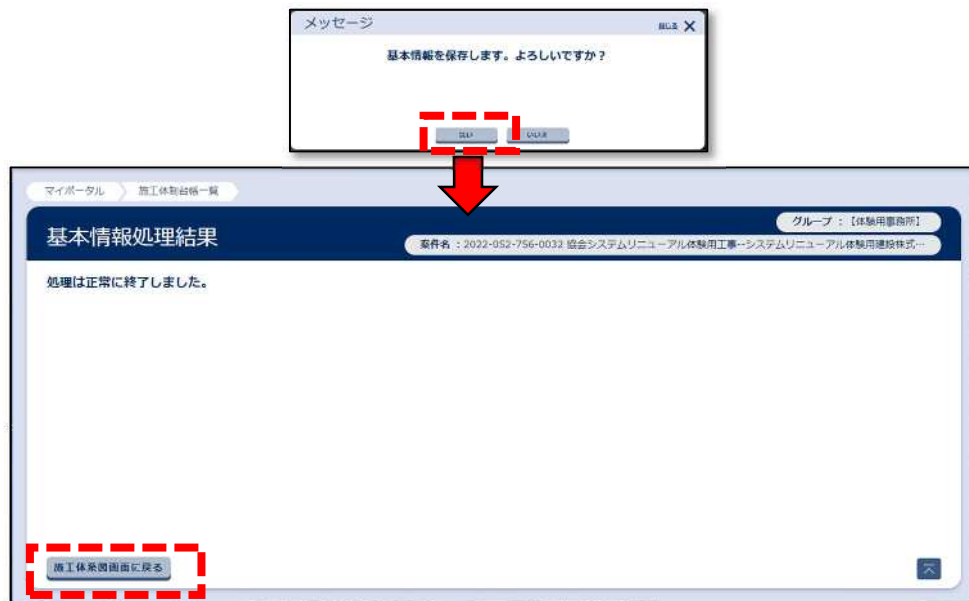 メッセージ
閉じる
基本情報を保存します。よろしいですか？
はい いいえ
マイポータル 施工体制台帳一覧
グループ：【体験用事務所】
基本情報処理結果
案件名：2022-052-756-0032 協会システムリニューアル体験用工事--システムリニューアル体験用建設株式…
処理は正常に終了しました。
施工体系図画面に戻る